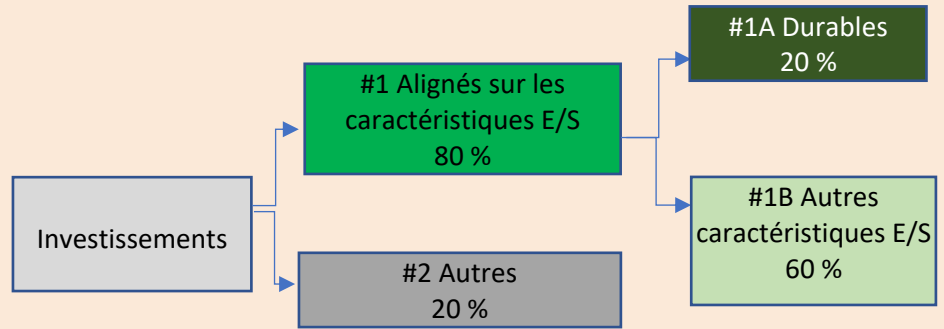 Investissements
#1 Alignés sur les
caractéristiques E/S
80 %
#2 Autres
20 %
#1A Durables
20 %
#1B Autres
caractéristiques E/S
60 %